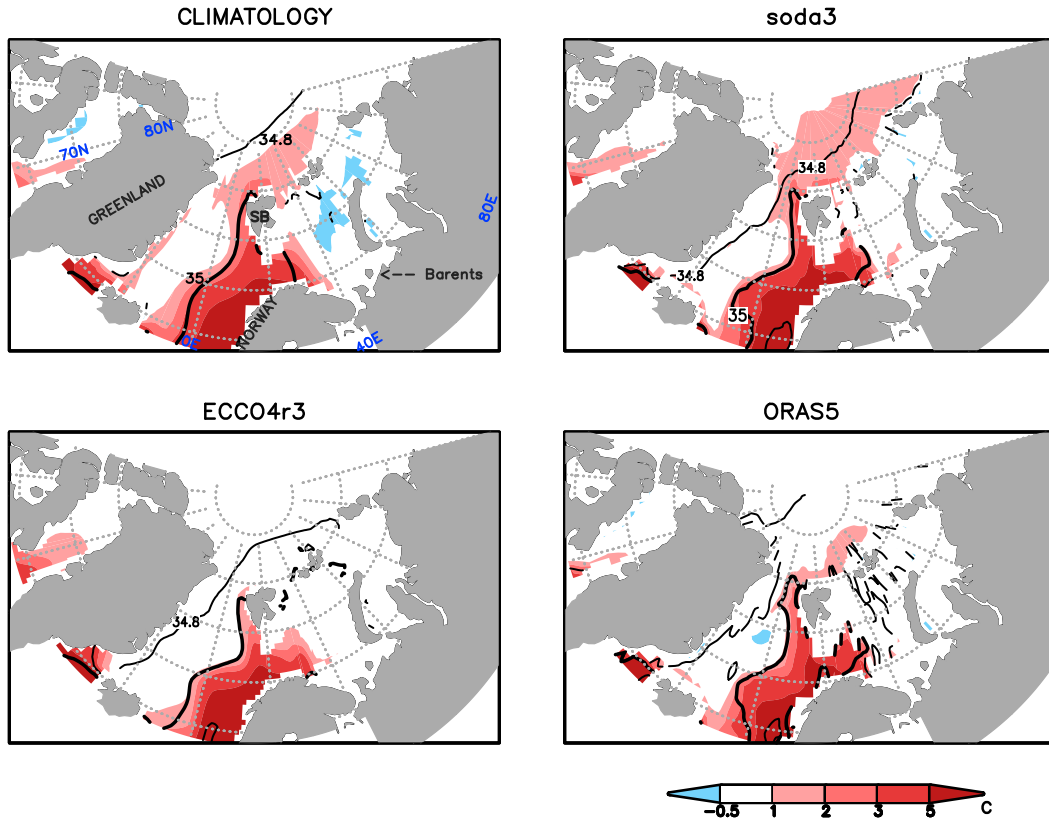 CLIMATOLOGY
soda3
80N
70N
34.8
GREENLAND
SB
80E
35
<--- Barents
NORWAY
0E
40E
34.8
-34.8
35
ECCO4r3
ORAS5
34.8
-0.5 1 2 3 5 C